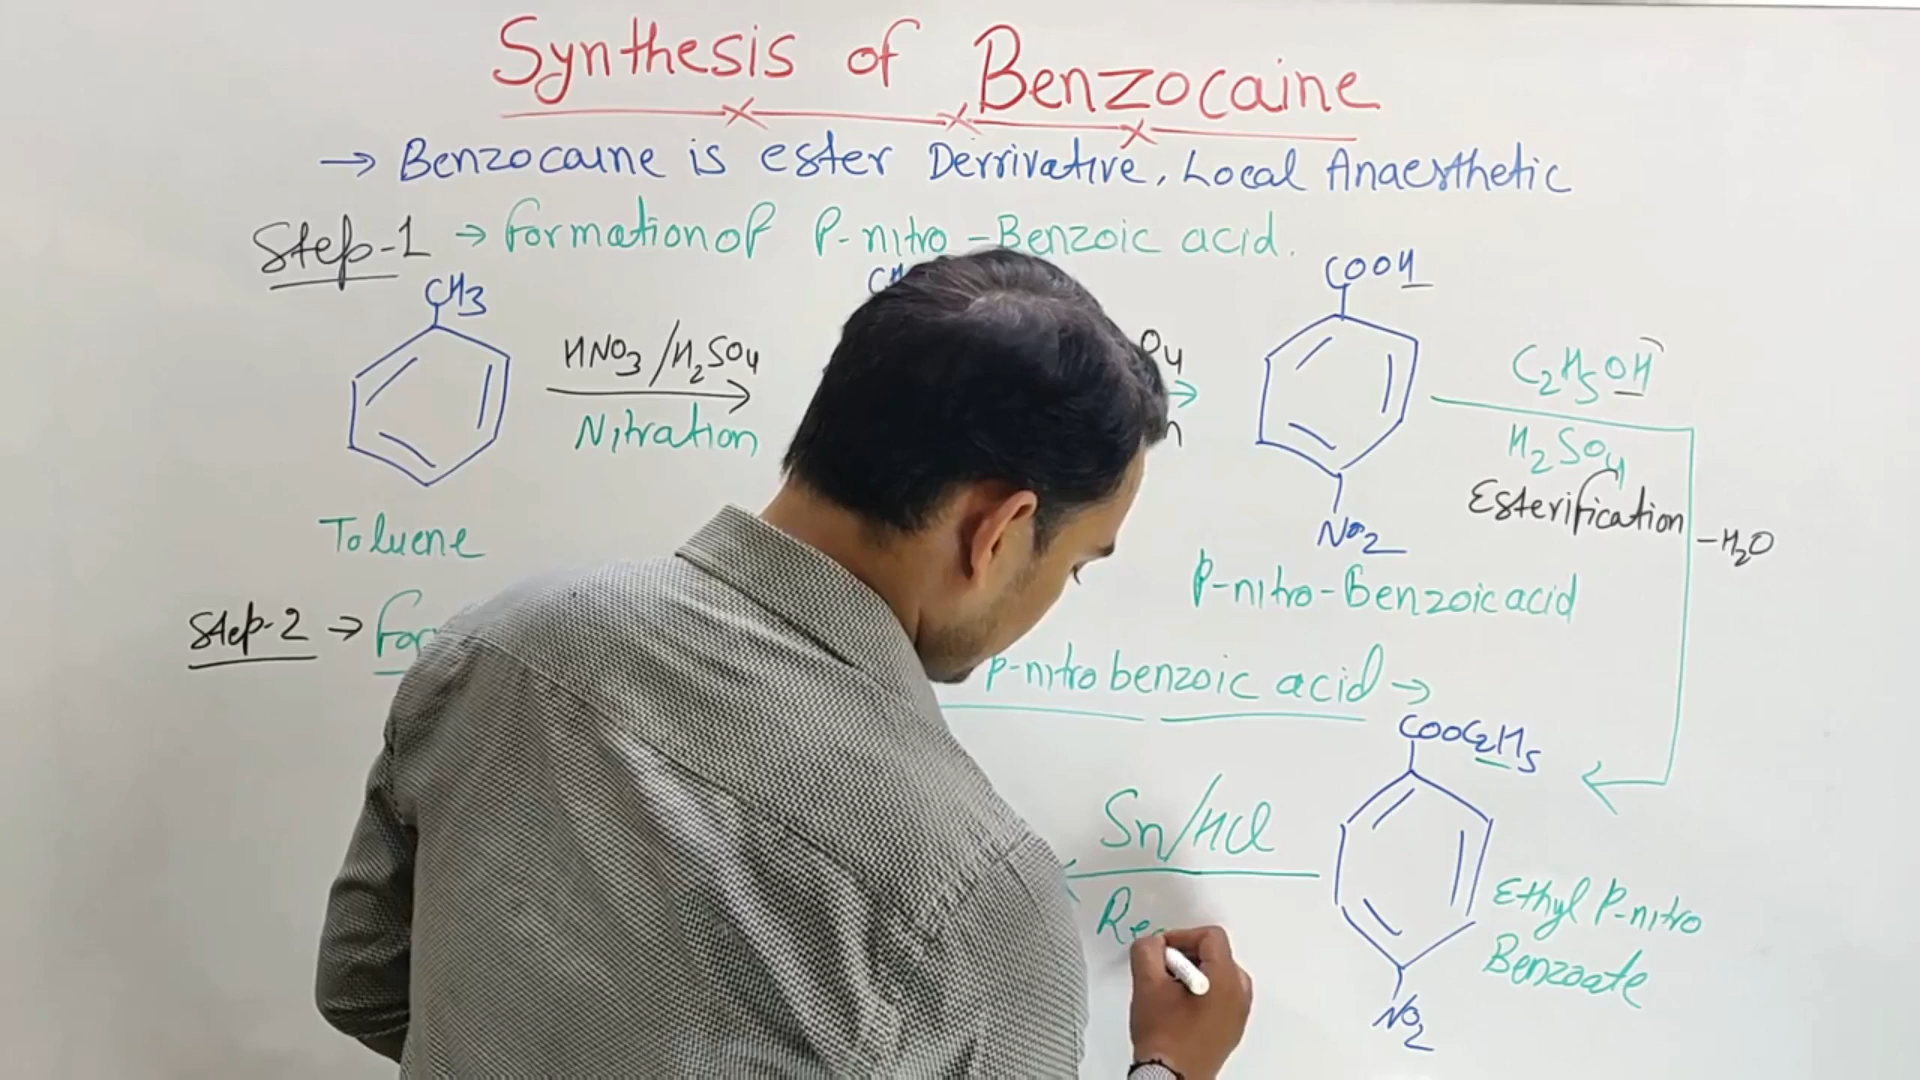 Synthesis of Benzocaine
→ Benzocaine is ester Derrivative, Local Anaesthetic
Step-1 → formation of P-nitro-Benzoic acid.
CH3
COOH
HNO3/H2SO4
Nitration
C2H5OH
H2SO4
Esterification
-H2O
NO2
Toluene
P-nitro-Benzoic acid
Step-2 →
p-nitrobenzoic acid →
COOC2H5
Sn/HCl
Ethyl P-nitro
Benzoate
NO2